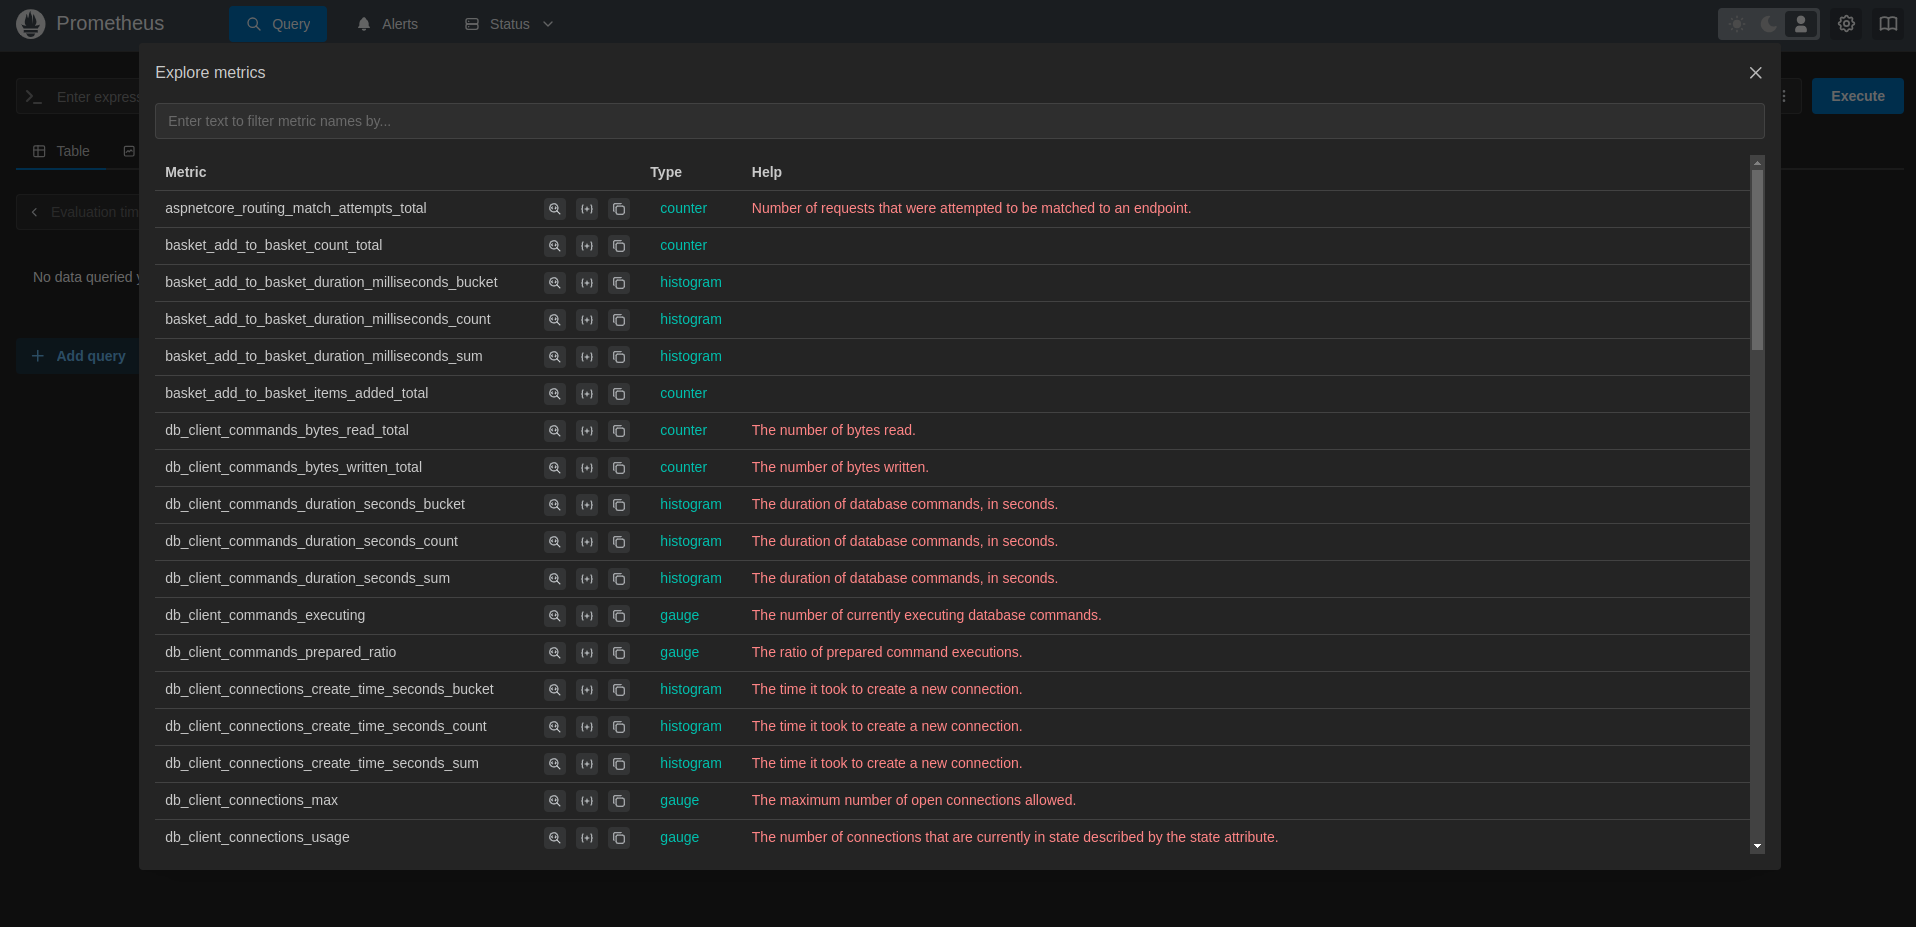 Prometheus
Query
Alerts
Status
Enter express
Execute
Table
Evaluation tim
No data queried y
Add query
Explore metrics
Enter text to filter metric names by...
Metric Type Help
aspnetcore_routing_match_attempts_total counter Number of requests that were attempted to be matched to an endpoint.
basket_add_to_basket_count_total counter
basket_add_to_basket_duration_milliseconds_bucket histogram
basket_add_to_basket_duration_milliseconds_count histogram
basket_add_to_basket_duration_milliseconds_sum histogram
basket_add_to_basket_items_added_total counter
db_client_commands_bytes_read_total counter The number of bytes read.
db_client_commands_bytes_written_total counter The number of bytes written.
db_client_commands_duration_seconds_bucket histogram The duration of database commands, in seconds.
db_client_commands_duration_seconds_count histogram The duration of database commands, in seconds.
db_client_commands_duration_seconds_sum histogram The duration of database commands, in seconds.
db_client_commands_executing gauge The number of currently executing database commands.
db_client_commands_prepared_ratio gauge The ratio of prepared command executions.
db_client_connections_create_time_seconds_bucket histogram The time it took to create a new connection.
db_client_connections_create_time_seconds_count histogram The time it took to create a new connection.
db_client_connections_create_time_seconds_sum histogram The time it took to create a new connection.
db_client_connections_max gauge The maximum number of open connections allowed.
db_client_connections_usage gauge The number of connections that are currently in state described by the state attribute.